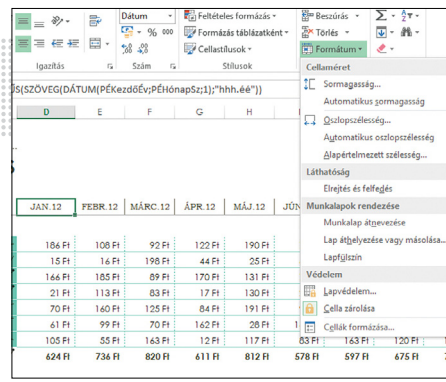 Dátum
Feltételes formázás
Beszúrás
% 000
Formázás táblázatként
Törlés
Cellastílusok
Formátum
Igazítás
Szám
Stílusok
Cellaméret
Sormagasság...
Automatikus sormagasság
Oszlopszélesség...
Automatikus oszlopszélesség
Alapértelmezett szélesség...
Láthatóság
Elrejtés és felfedés
Munkalapok rendezése
Munkalap átnevezése
Lap áthelyezése vagy másolása...
Lapfülszín
Védelem
Lapvédelem...
Cella zárolása
Cellák formázása...
Ű(SZÖVEG(DÁTUM(PÉKezdőÉv;PÉHónapSz;1);"hhh.éé"))
D E F G H
JAN.12 FEBR.12 MÁRC.12 ÁPR.12 MÁJ.12 JÚN
186 Ft 108 Ft 92 Ft 122 Ft 190 Ft
15 Ft 16 Ft 198 Ft 44 Ft 25 Ft
166 Ft 185 Ft 89 Ft 170 Ft 131 Ft
21 Ft 113 Ft 83 Ft 17 Ft 130 Ft
70 Ft 160 Ft 125 Ft 84 Ft 191 Ft
61 Ft 99 Ft 70 Ft 162 Ft 28 Ft
105 Ft 55 Ft 163 Ft 12 Ft 117 Ft 83 Ft 163 Ft 120 Ft
624 Ft 736 Ft 820 Ft 611 Ft 812 Ft 578 Ft 597 Ft 675 Ft